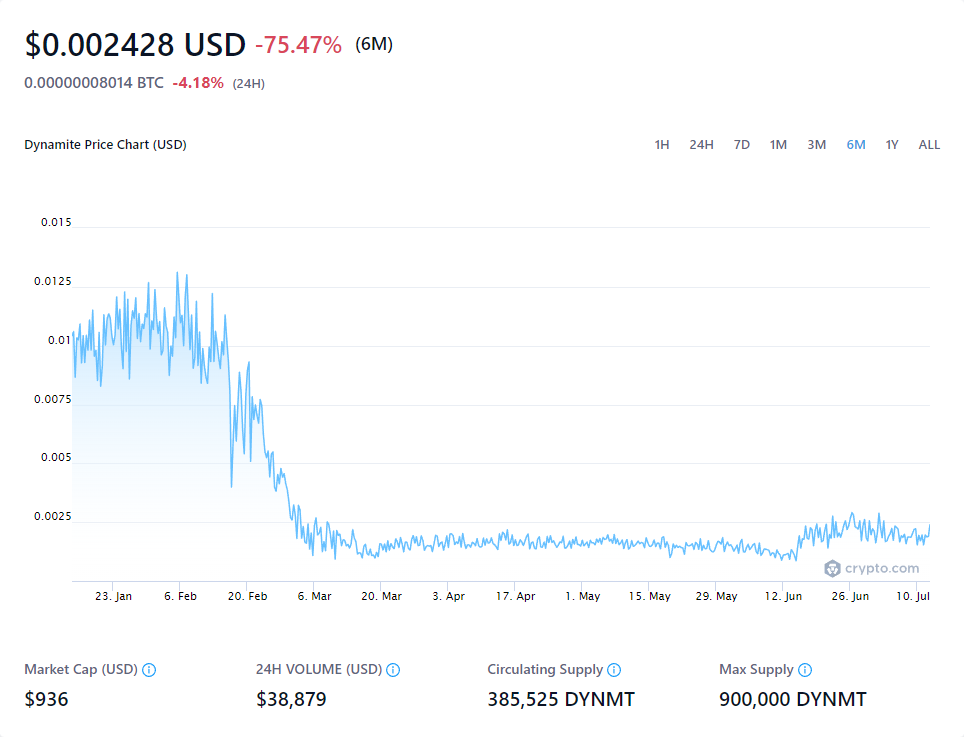 $0.002428 USD -75.47% (6M)
0.00000008014 BTC -4.18% (24H)
Dynamite Price Chart (USD) 1H 24H 7D 1M 3M 6M 1Y ALL
0.015
0.0125
0.01
0.0075
0.005
0.0025
crypto.com
23. Jan 6. Feb 20. Feb 6. Mar 20. Mar 3. Apr 17. Apr 1. May 15. May 29. May 12. Jun 26. Jun 10. Jul
Market Cap (USD) 24H VOLUME (USD) Circulating Supply Max Supply
$936 $38,879 385,525 DYNMT 900,000 DYNMT